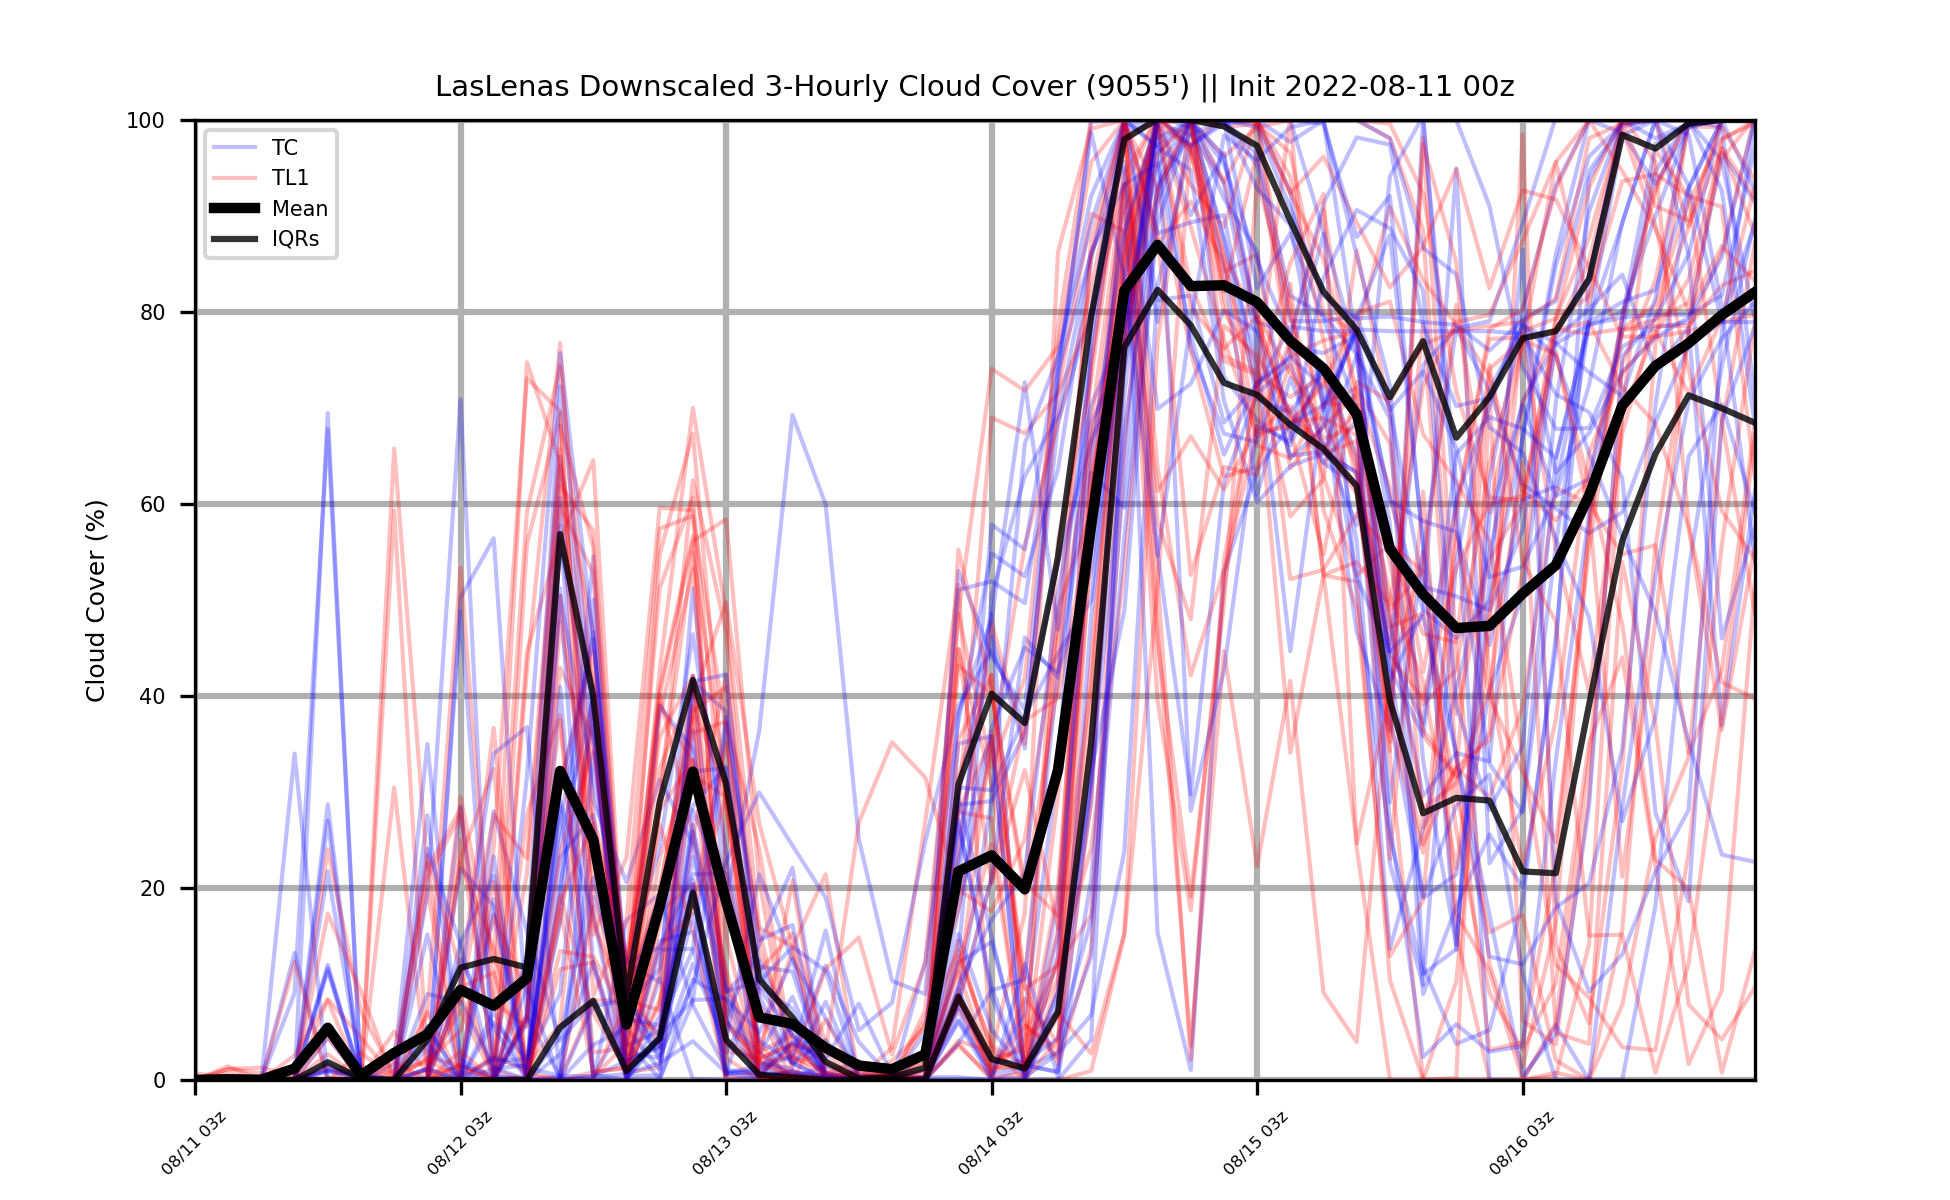 LasLenas Downscaled 3-Hourly Cloud Cover (9055') || Init 2022-08-11 00z
100
80
60
40
20
0
Cloud Cover (%)
TC
TL1
Mean
IQRs
08/11 03z
08/12 03z
08/13 03z
08/14 03z
08/15 03z
08/16 03z